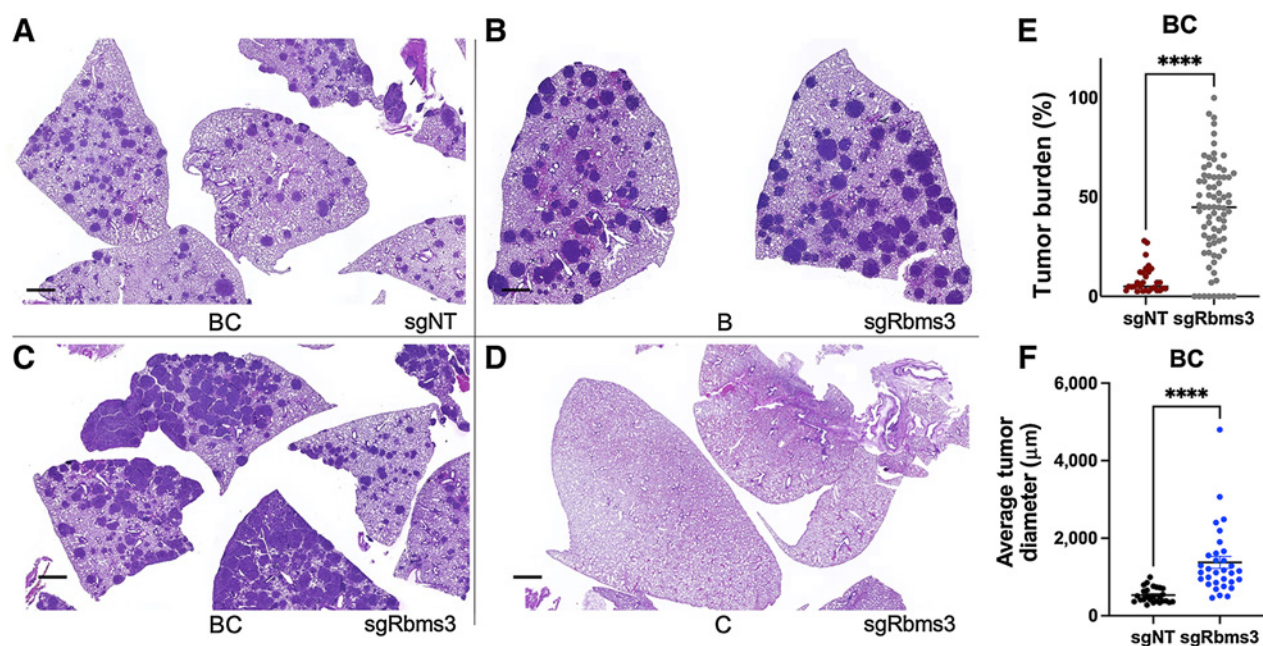 A
BC sgNT
B
B sgRbms3
C
BC sgRbms3
D
C sgRbms3
E
BC
****
Tumor burden (%)
100
50
0
sgNT sgRbms3
F
BC
****
Average tumor
diameter (μm)
6,000
4,000
2,000
0
sgNT sgRbms3